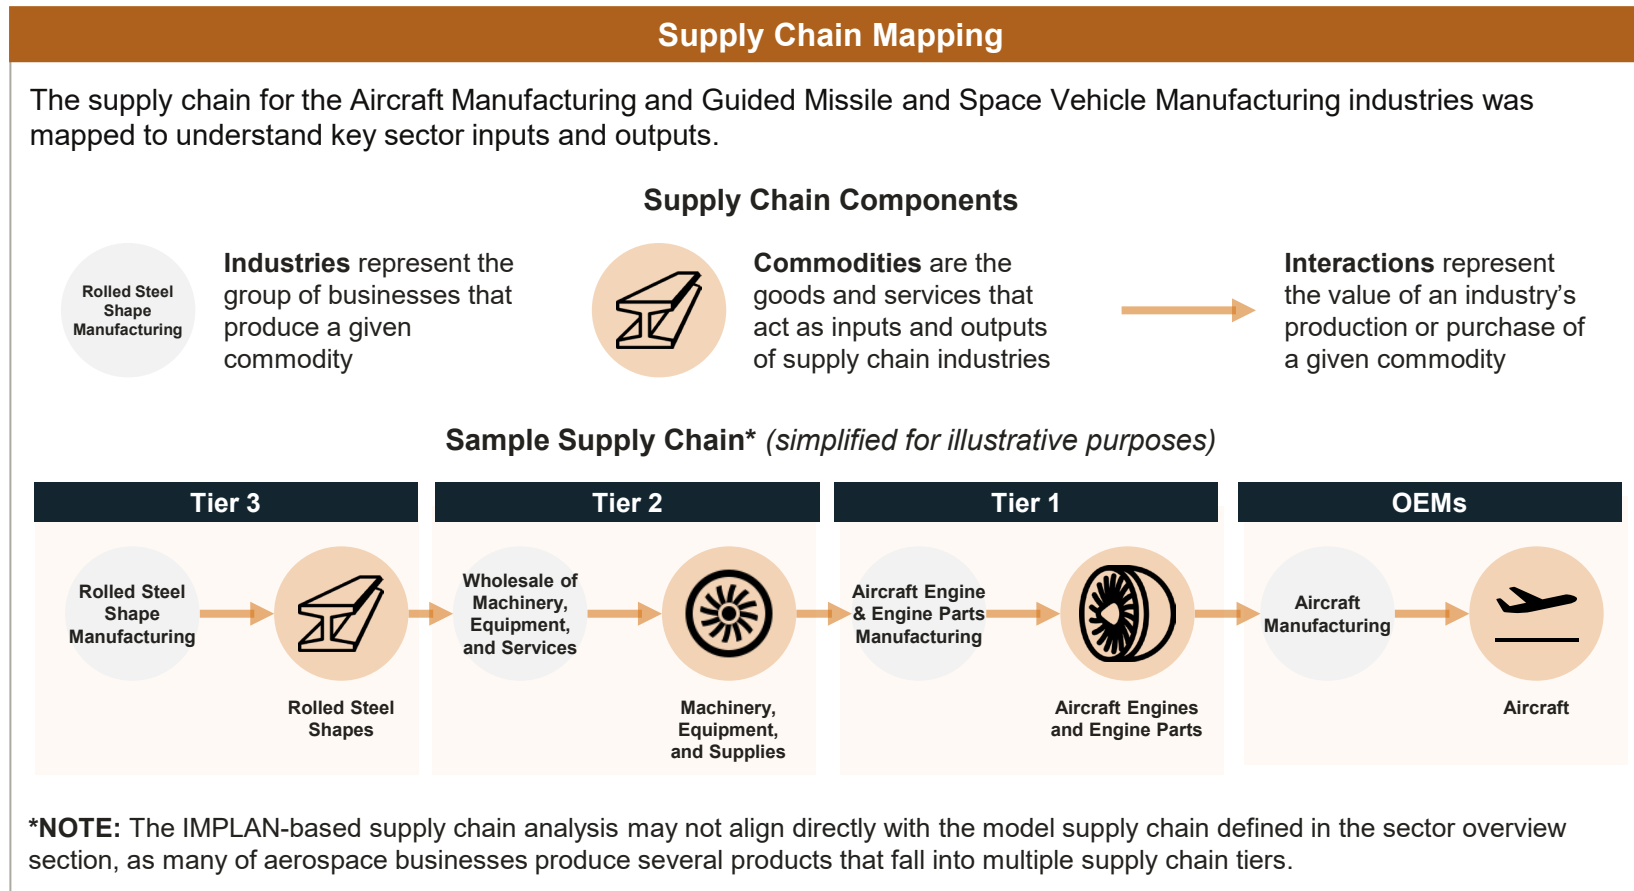 Supply Chain Mapping
The supply chain for the Aircraft Manufacturing and Guided Missile and Space Vehicle Manufacturing industries was
mapped to understand key sector inputs and outputs.
Supply Chain Components
Rolled Steel
Shape
Manufacturing
Industries represent the
group of businesses that
produce a given
commodity
Commodities are the
goods and services that
act as inputs and outputs
of supply chain industries
Interactions represent
the value of an industry’s
production or purchase of
a given commodity
Sample Supply Chain* (simplified for illustrative purposes)
Tier 3
Rolled Steel
Shape
Manufacturing
Rolled Steel
Shapes
Tier 2
Wholesale of
Machinery,
Equipment,
and Services
Machinery,
Equipment,
and Supplies
Tier 1
Aircraft Engine
& Engine Parts
Manufacturing
Aircraft Engines
and Engine Parts
OEMs
Aircraft
Manufacturing
Aircraft
*NOTE: The IMPLAN-based supply chain analysis may not align directly with the model supply chain defined in the sector overview
section, as many of aerospace businesses produce several products that fall into multiple supply chain tiers.